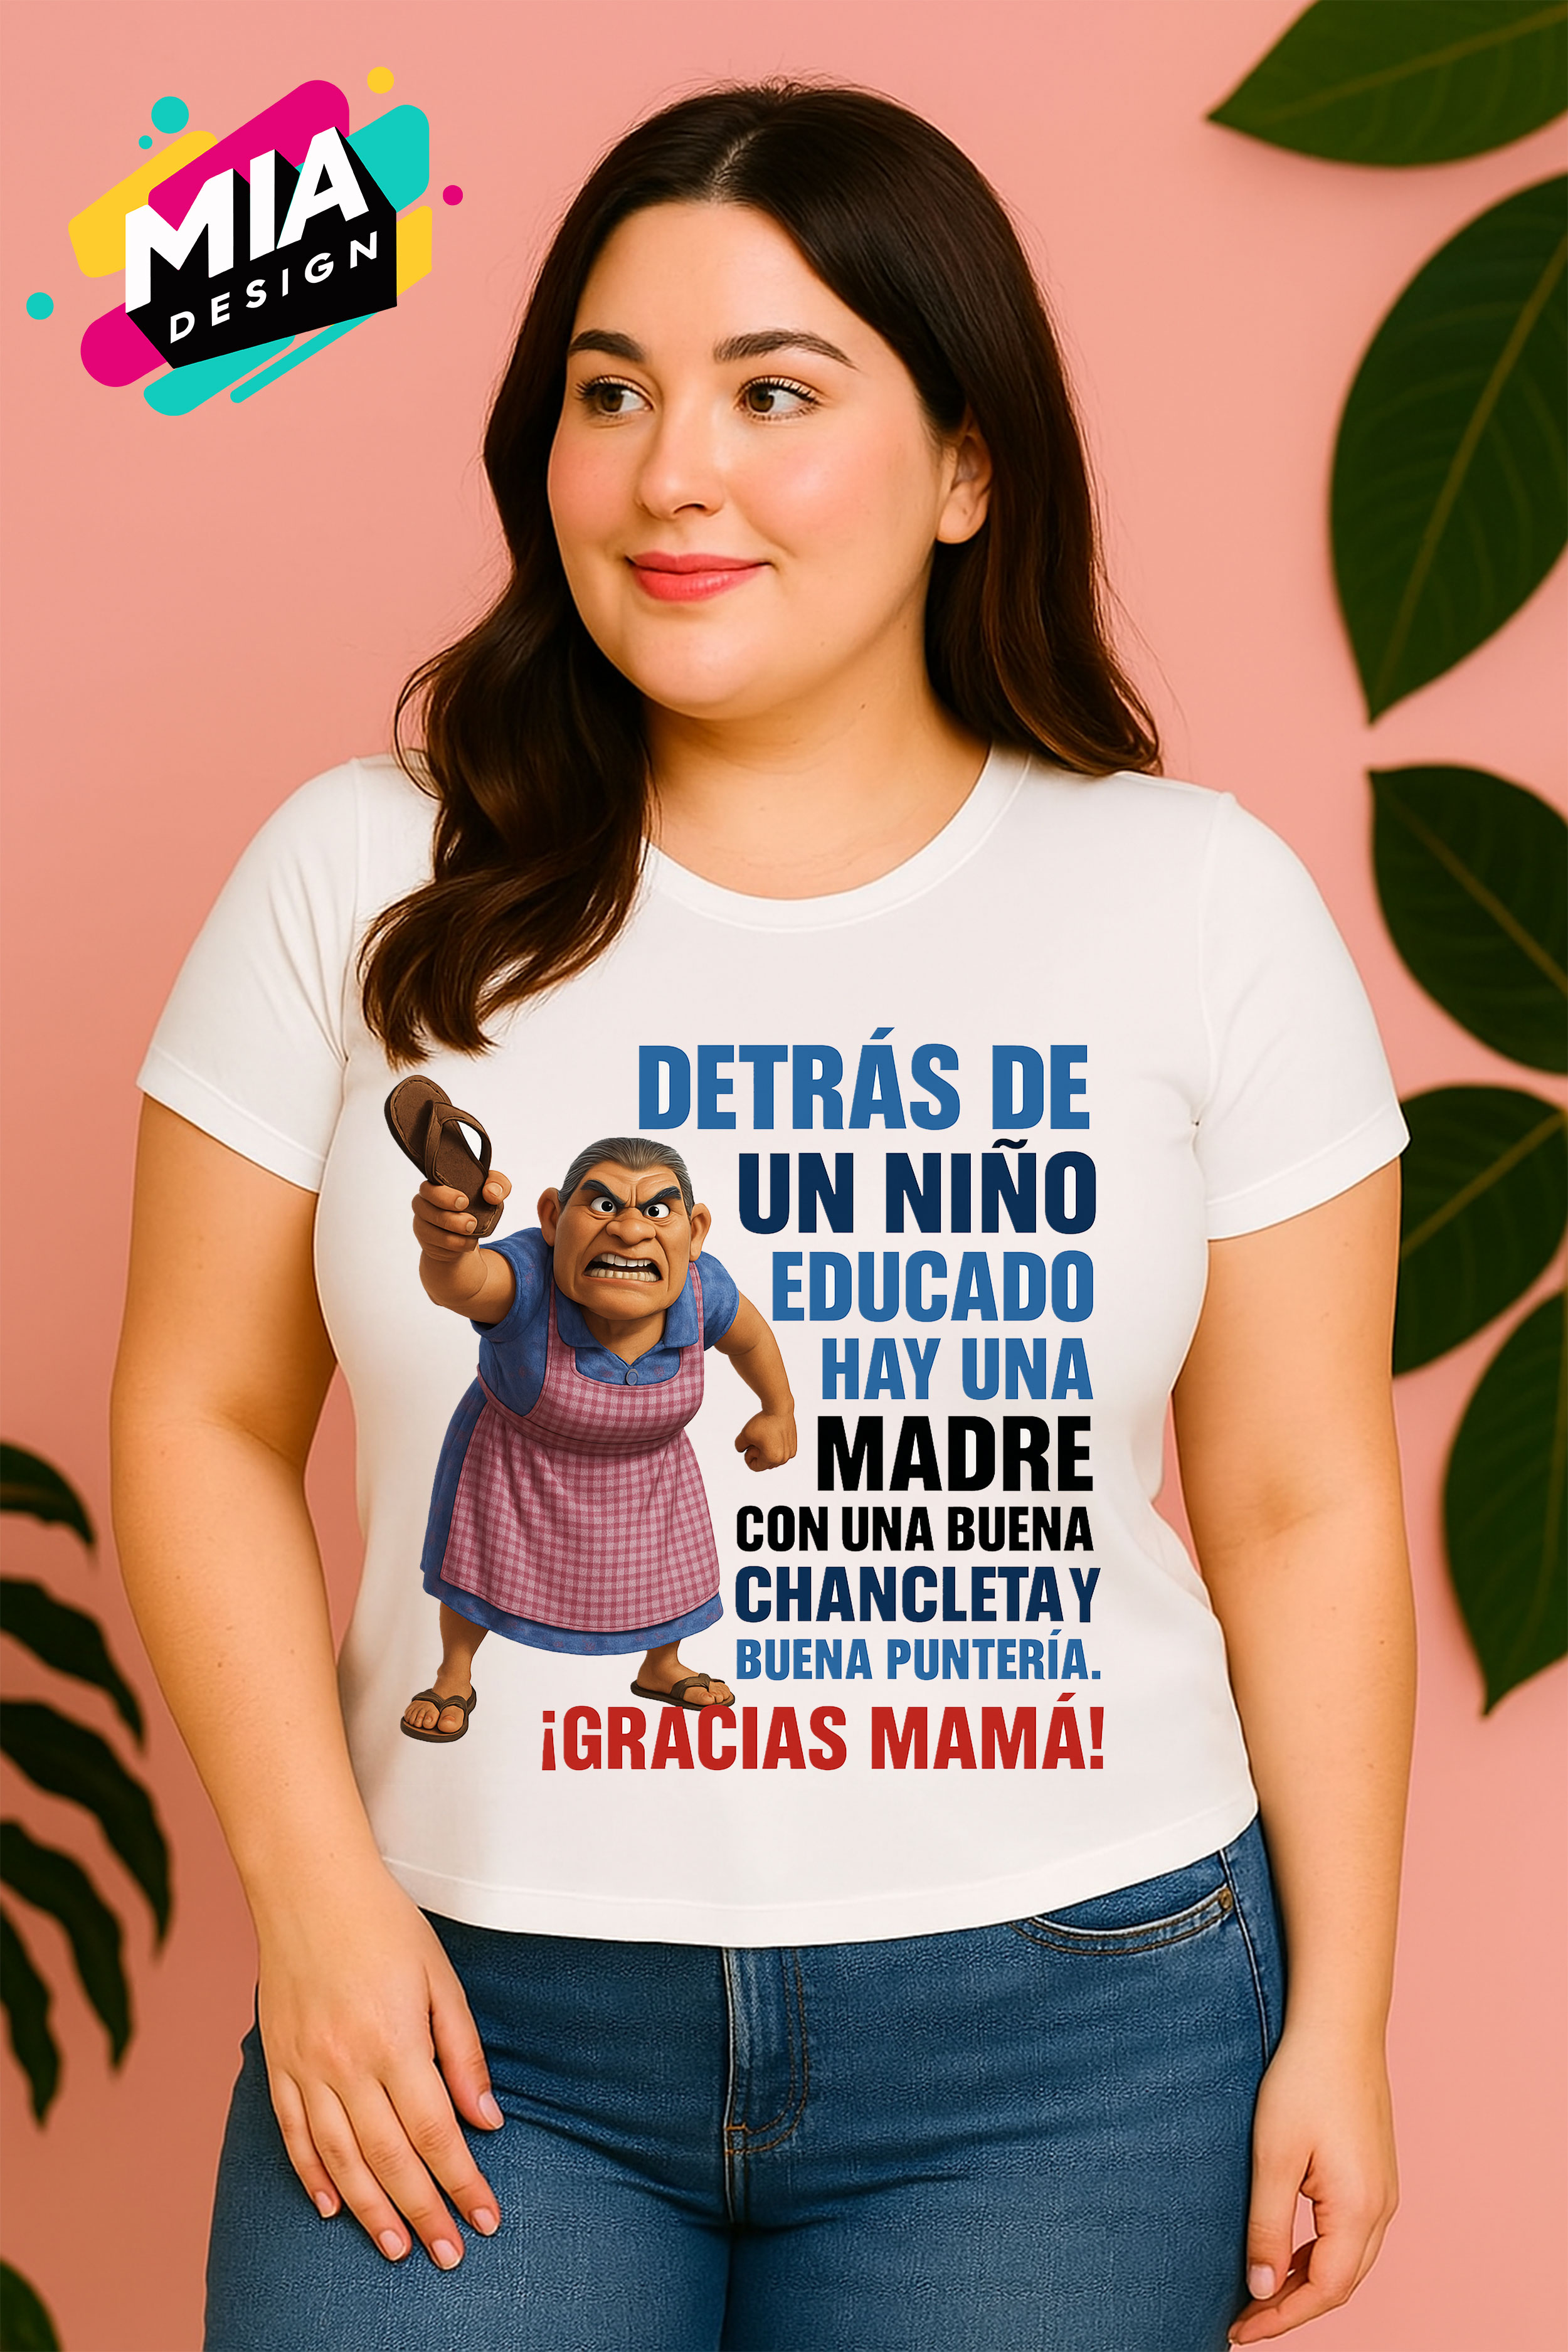 MIA
DESIGN
DETRÁS DE
UN NIÑO
EDUCADO
HAY UNA
MADRE
CON UNA BUENA
CHANCLETA Y
BUENA PUNTERÍA.
¡GRACIAS MAMÁ!